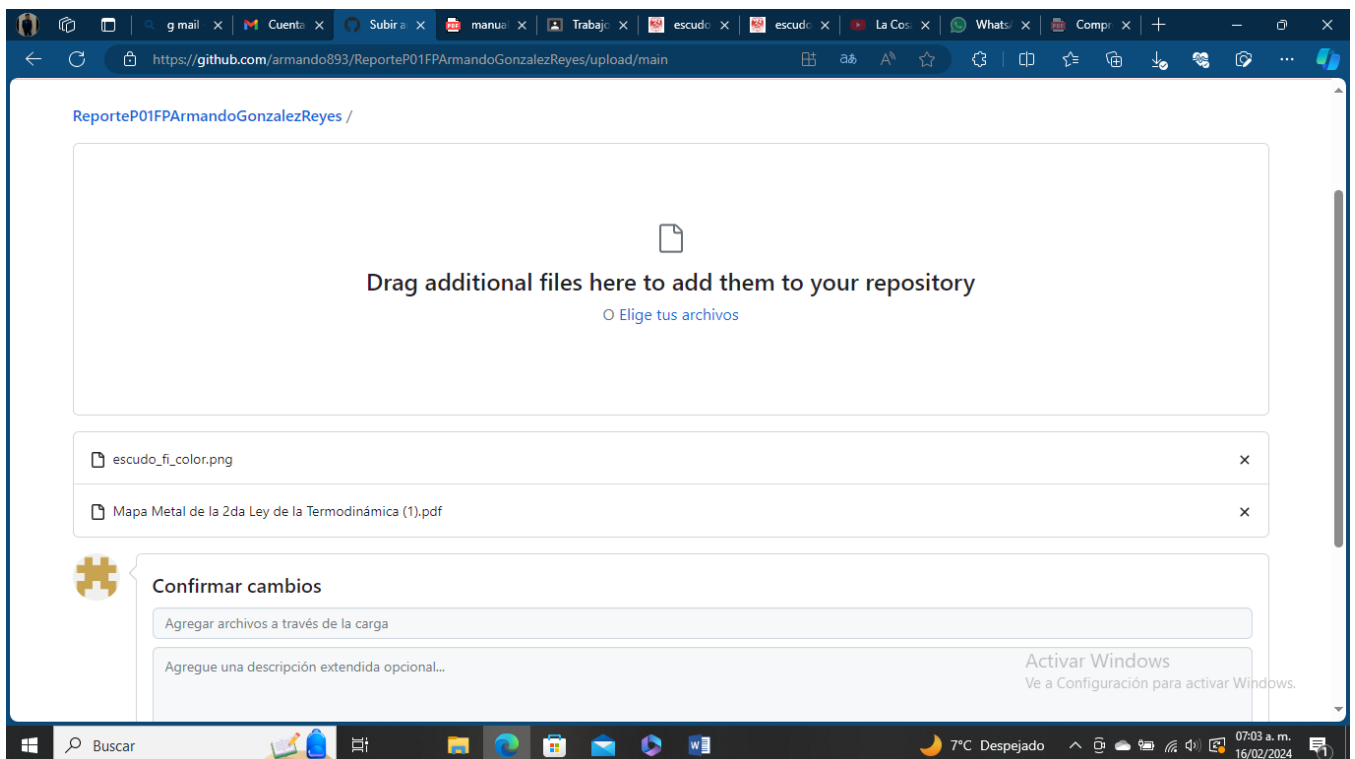 g mail
Cuenta
Subir a
manua
Trabajo
escudo
escudo
La Cos
Whats
Compr
https://github.com/armando893/ReporteP01FPArmandoGonzalezReyes/upload/main
ReporteP01FPArmandoGonzalezReyes /
Drag additional files here to add them to your repository
O Elige tus archivos
escudo_fi_color.png
Mapa Metal de la 2da Ley de la Termodinámica (1).pdf
Confirmar cambios
Agregar archivos a través de la carga
Agregue una descripción extendida opcional...
Activar Windows
Ve a Configuración para activar Windows.
Buscar
7°C Despejado
07:03 a. m.
16/02/2024